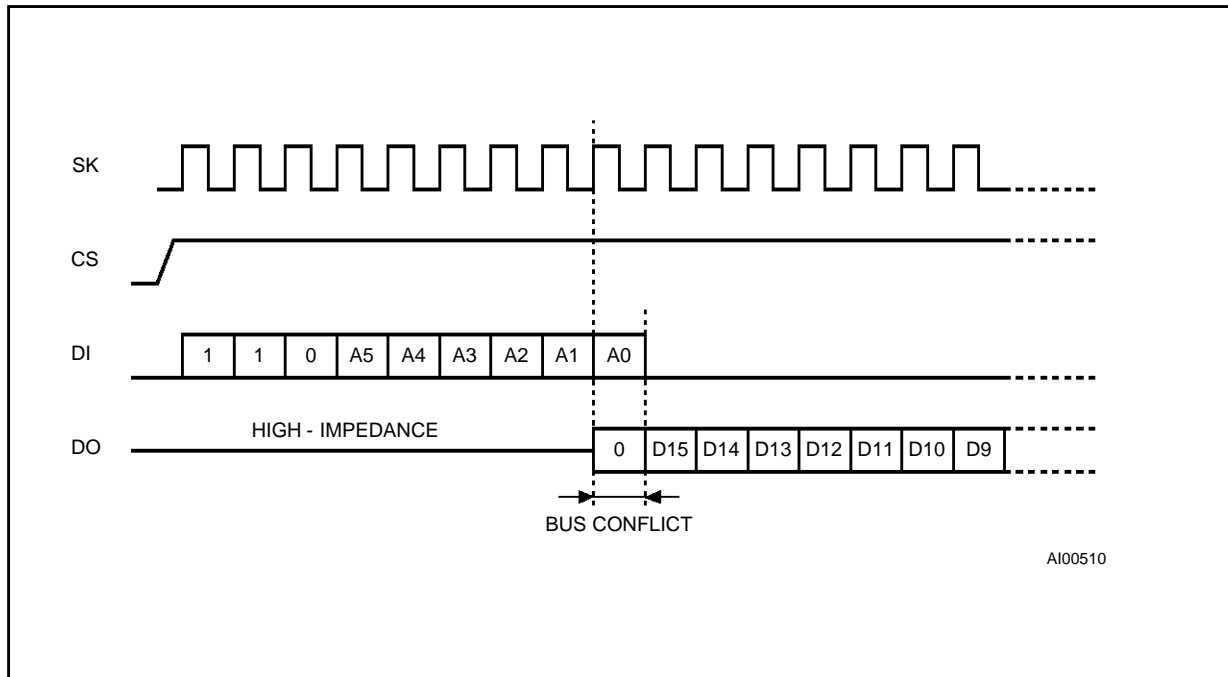 SK
CS
DI 1 1 0 A5 A4 A3 A2 A1 A0
HIGH - IMPEDANCE
DO 0 D15 D14 D13 D12 D11 D10 D9
BUS CONFLICT
AI00510